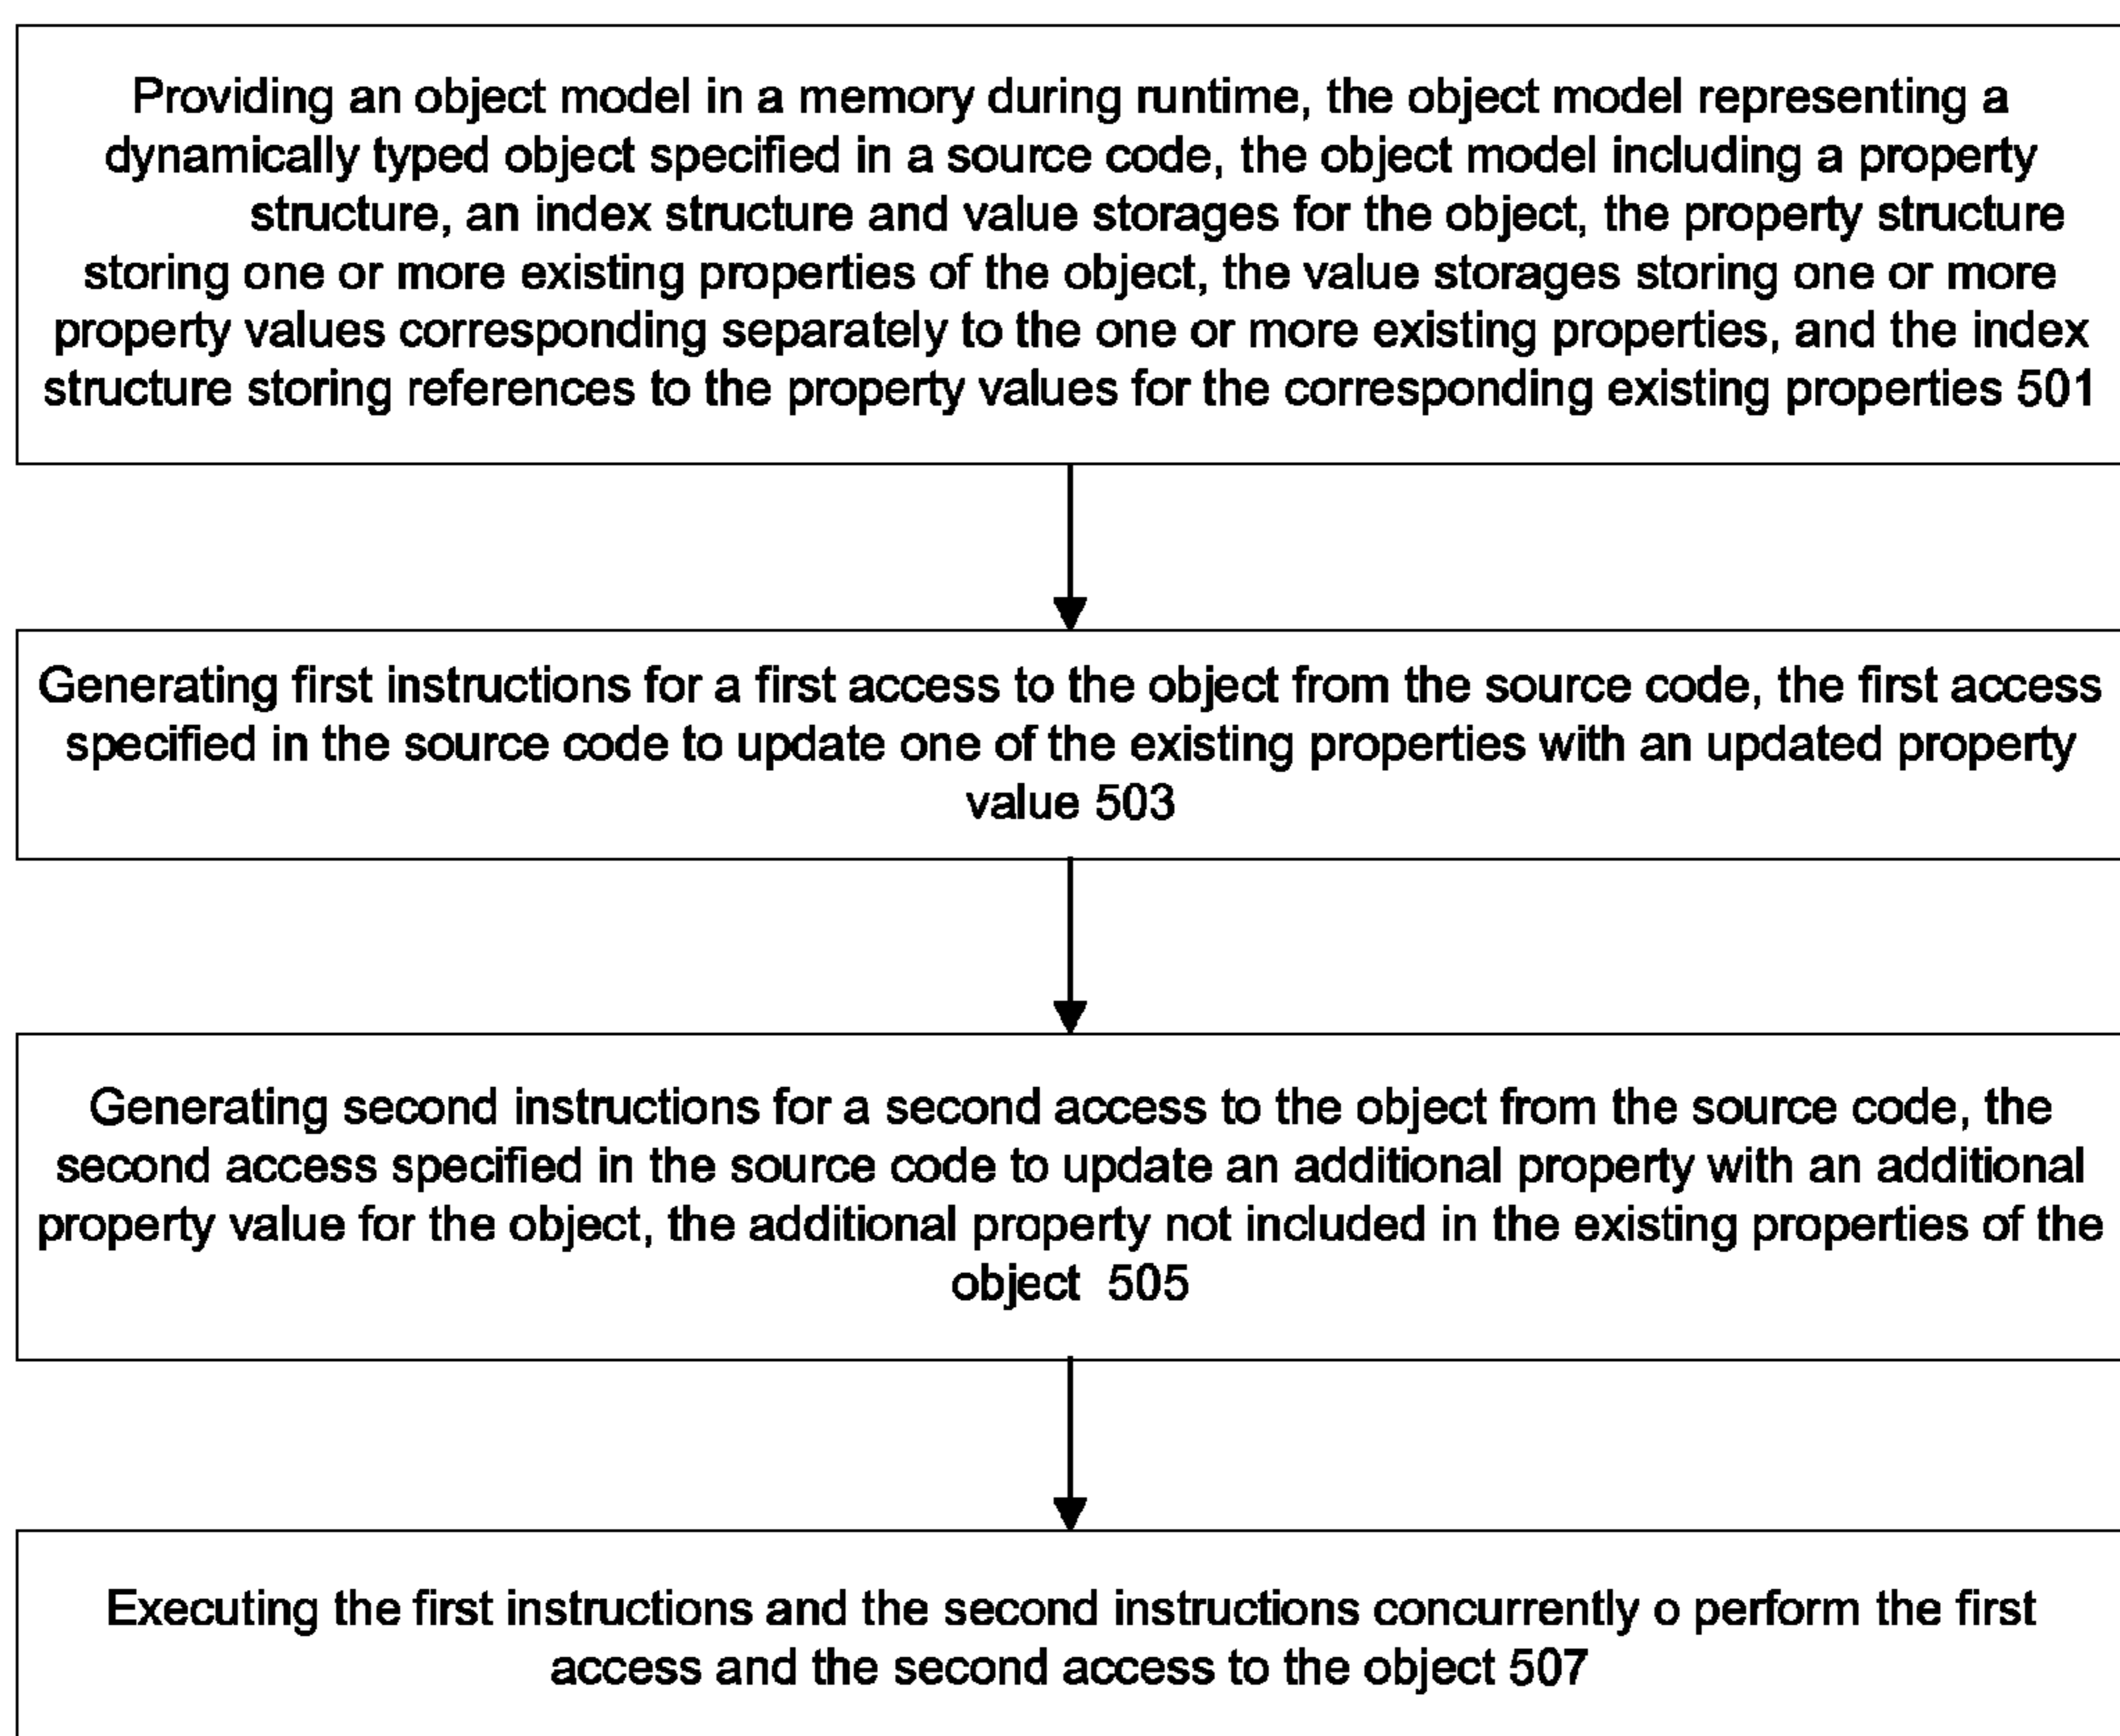 Providing an object model in a memory during runtime, the object model representing a
dynamically typed object specified in a source code, the object model including a property
structure, an index structure and value storages for the object, the property structure
storing one or more existing properties of the object, the value storages storing one or more
property values corresponding separately to the one or more existing properties, and the index
structure storing references to the property values for the corresponding existing properties 501
Generating first instructions for a first access to the object from the source code, the first access
specified in the source code to update one of the existing properties with an updated property
value 503
Generating second instructions for a second access to the object from the source code, the
second access specified in the source code to update an additional property with an additional
property value for the object, the additional property not included in the existing properties of the
object 505
Executing the first instructions and the second instructions concurrently o perform the first
access and the second access to the object 507